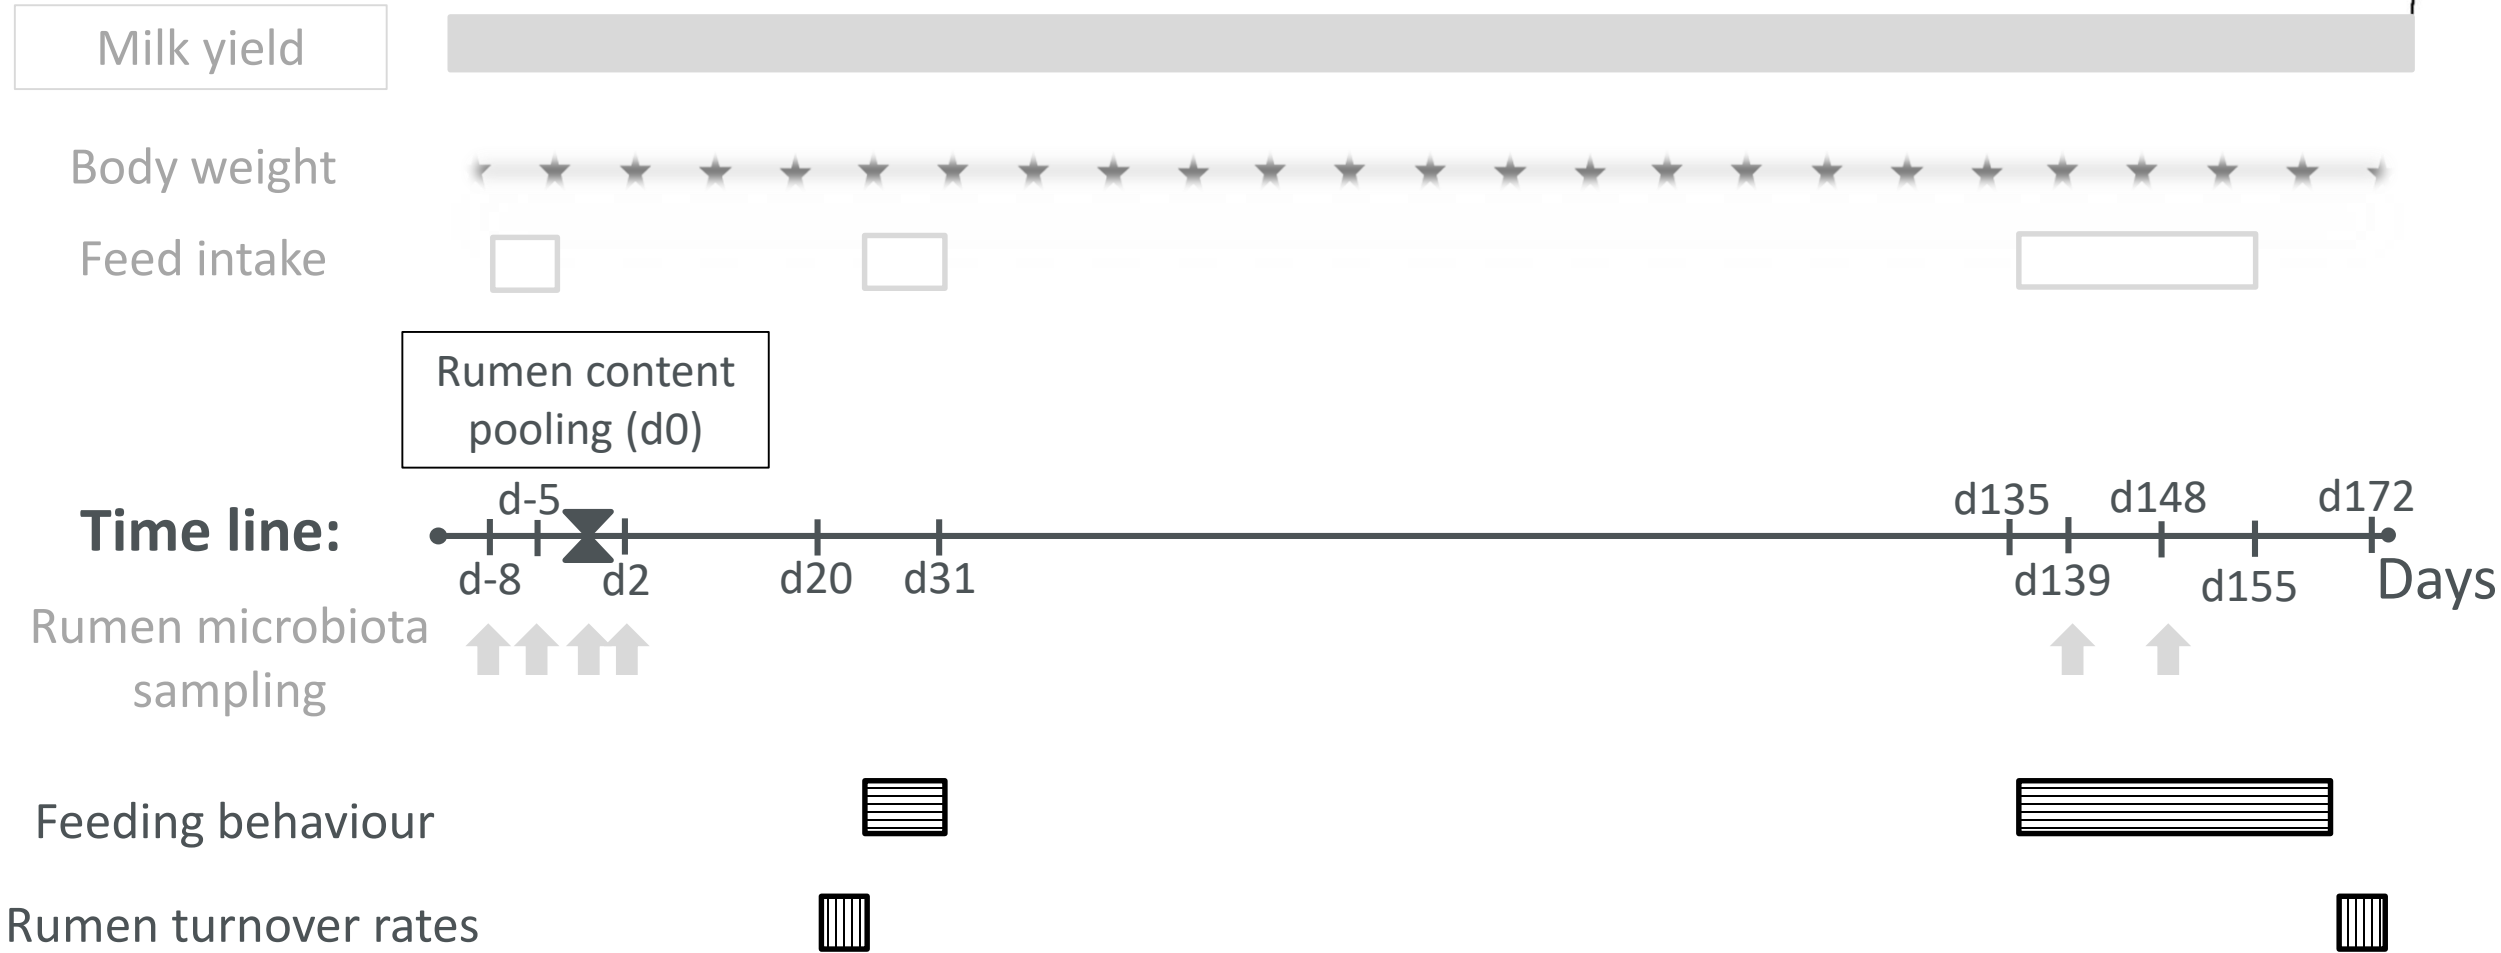 Milk yield
Body weight
Feed intake
Rumen content
pooling (d0)
d-5
d135
d148
d172
Time line:
d-8
d2
d20
d31
d139
d155
Days
Rumen microbiota
sampling
Feeding behaviour
Rumen turnover rates